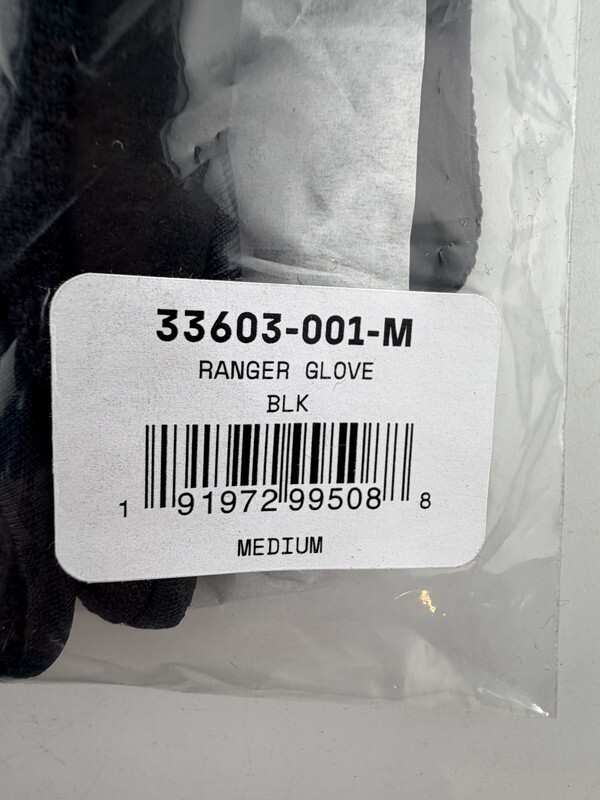 33603-001-M
RANGER GLOVE
BLK
1 91972 99508 8
MEDIUM